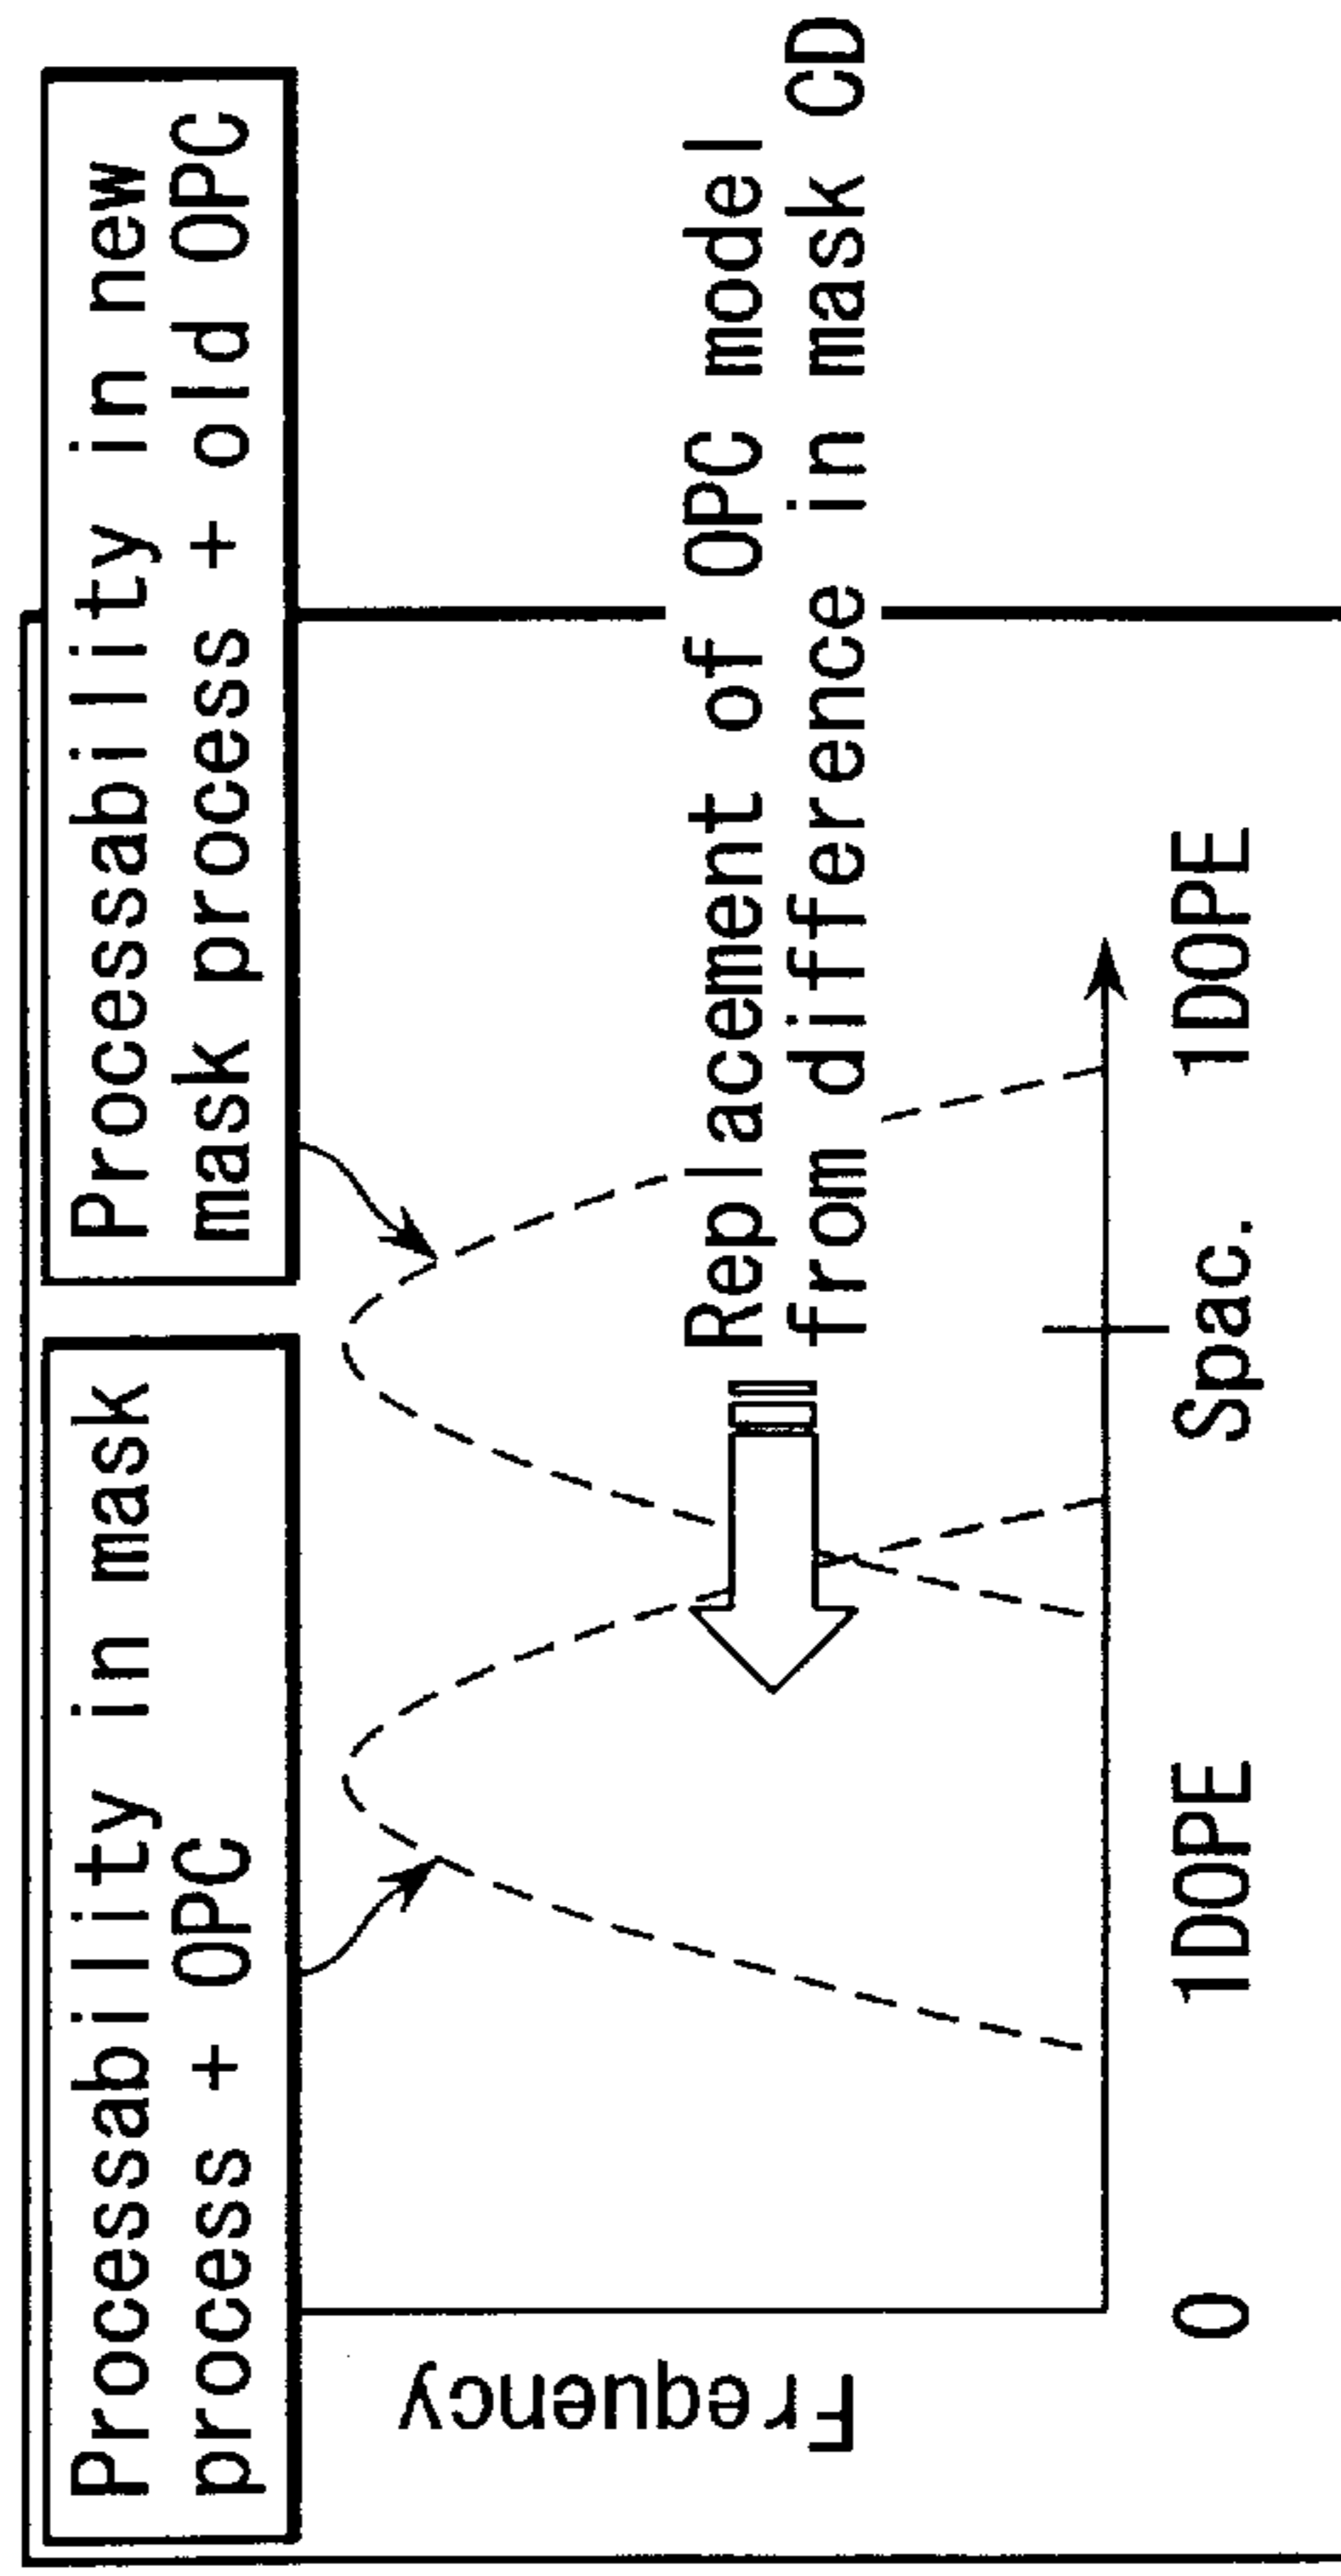 Processability in mask
process + OPC
Processability in new
mask process + old OPC
Frequency
Replacement of OPC model
from difference in mask CD
0
1DOPE
Spac.
1DOPE